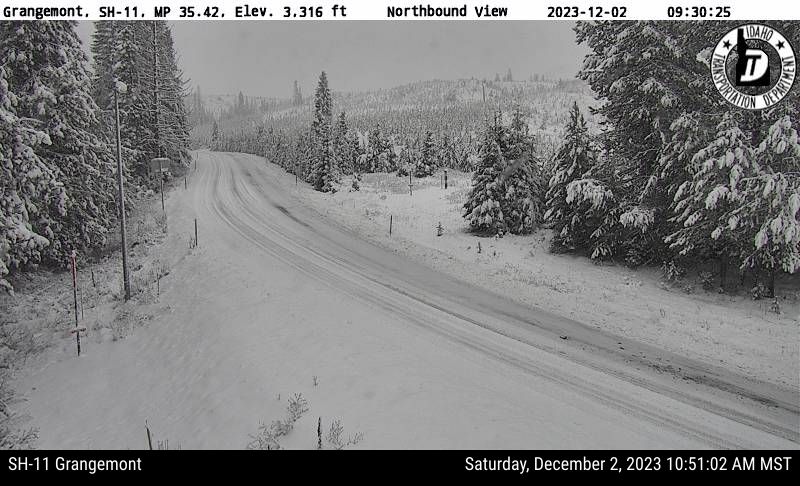 Grangemont, SH-11, MP 35.42, Elev. 3,316 ft Northbound View 2023-12-02 09:30:25
IDAHO
TRANSPORTATION DEPARTMENT
SH-11 Grangemont Saturday, December 2, 2023 10:51:02 AM MST